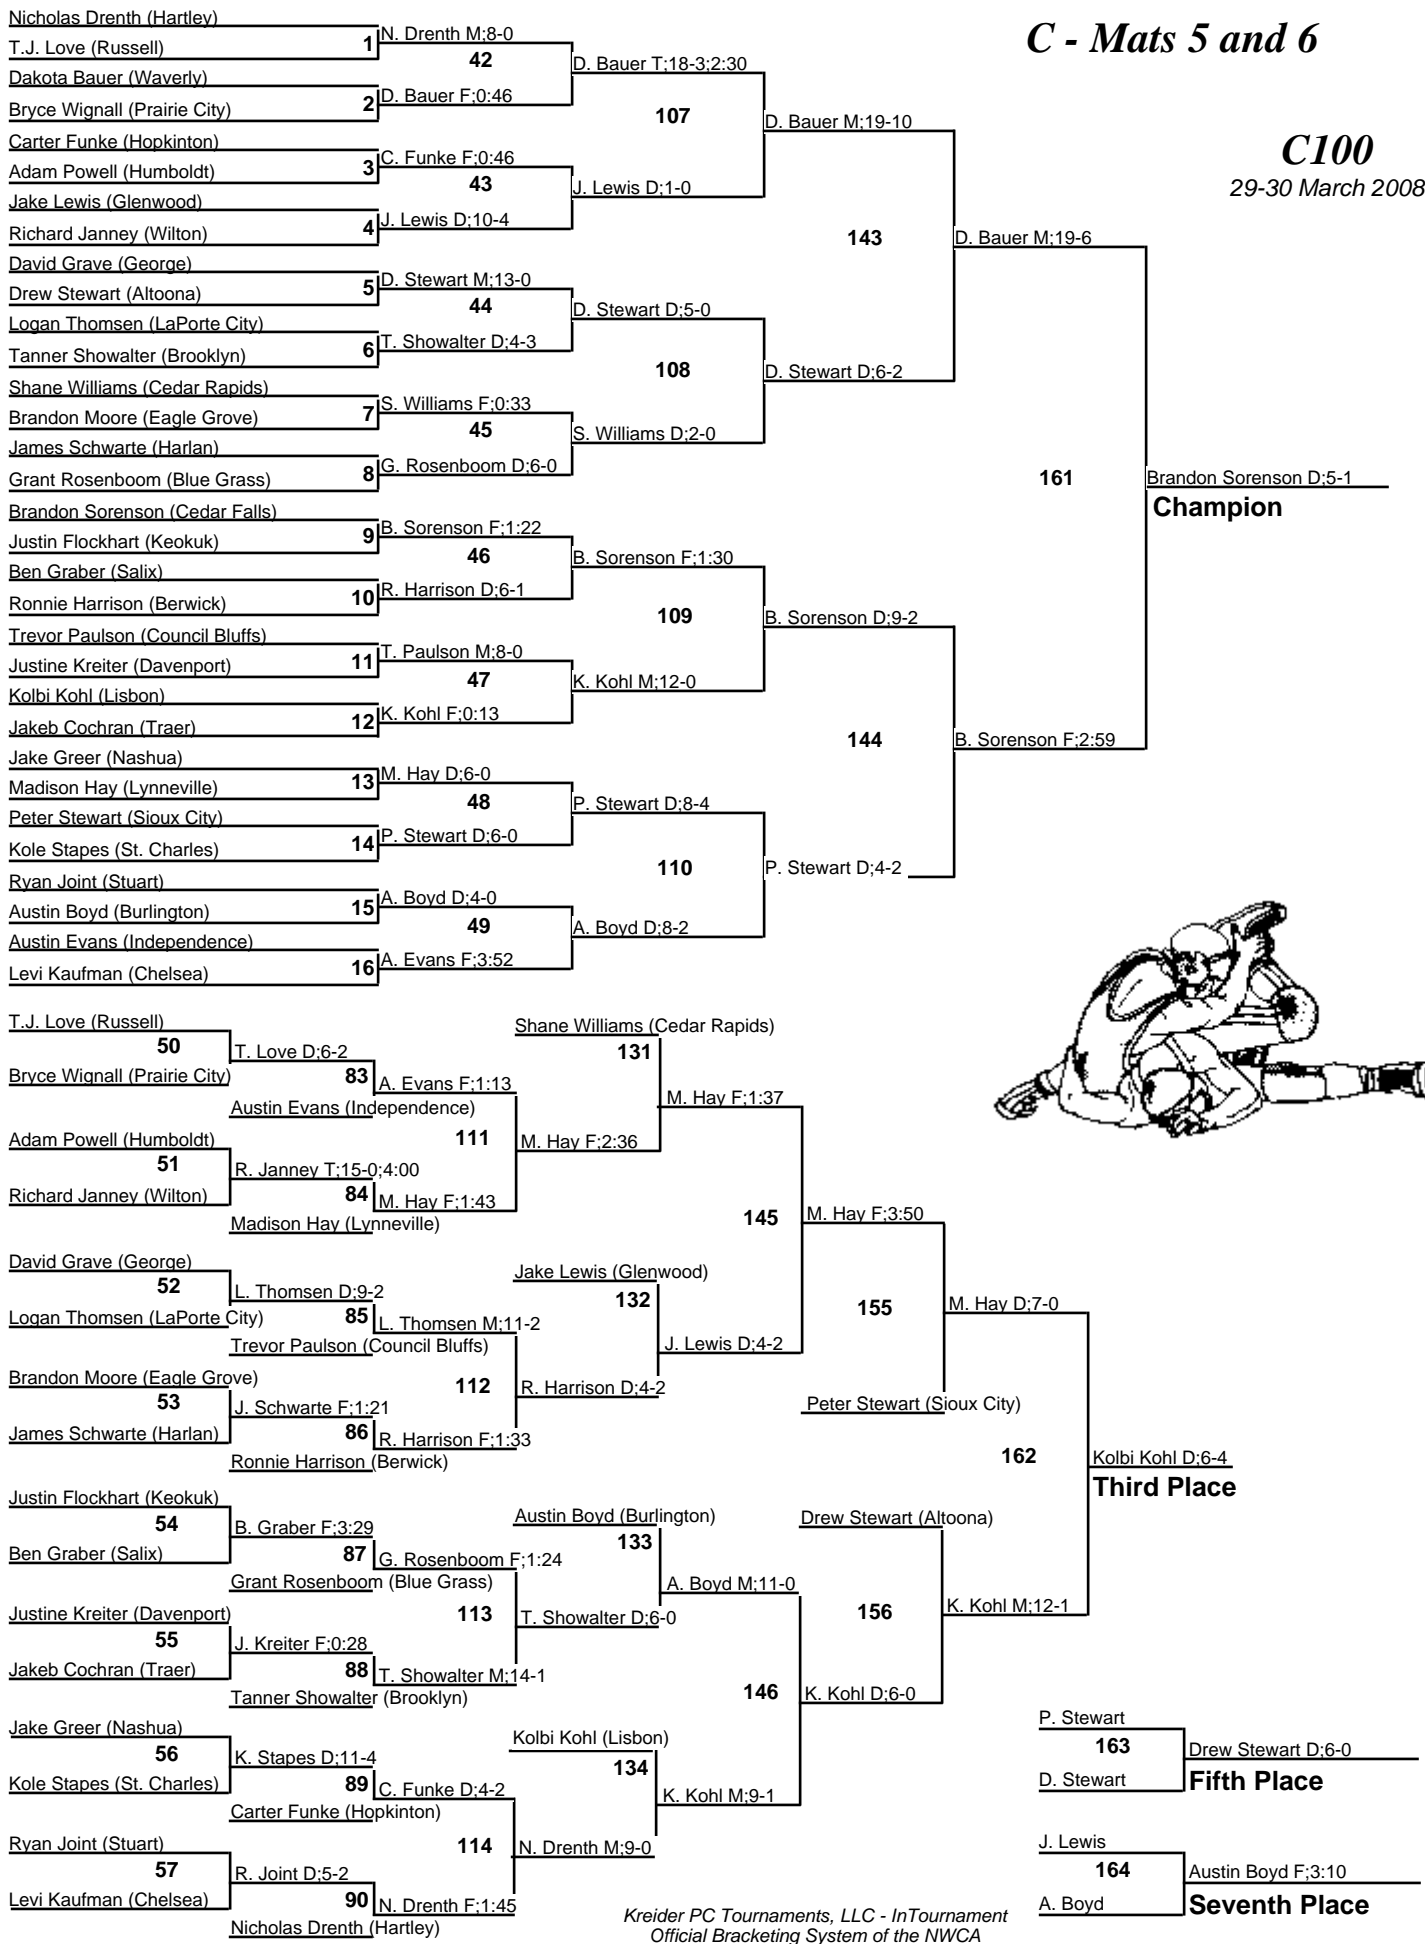 C - Mats 5 and 6
C100
29-30 March 2008
Nicholas Drenth (Hartley)
T.J. Love (Russell)
1
N. Drenth M;8-0
42
Dakota Bauer (Waverly)
Bryce Wignall (Prairie City)
2
D. Bauer F;0:46
D. Bauer T;18-3;2:30
107
Carter Funke (Hopkinton)
Adam Powell (Humboldt)
3
C. Funke F;0:46
43
Jake Lewis (Glenwood)
Richard Janney (Wilton)
4
J. Lewis D;10-4
J. Lewis D;1-0
D. Bauer M;19-10
143
David Grave (George)
Drew Stewart (Altoona)
5
D. Stewart M;13-0
44
Logan Thomsen (LaPorte City)
Tanner Showalter (Brooklyn)
6
T. Showalter D;4-3
D. Stewart D;5-0
108
Shane Williams (Cedar Rapids)
Brandon Moore (Eagle Grove)
7
S. Williams F;0:33
45
James Schwarte (Harlan)
Grant Rosenboom (Blue Grass)
8
G. Rosenboom D;6-0
S. Williams D;2-0
D. Stewart D;6-2
D. Bauer M;19-6
161
Brandon Sorenson D;5-1
Champion
Brandon Sorenson (Cedar Falls)
Justin Flockhart (Keokuk)
9
B. Sorenson F;1:22
46
Ben Graber (Salix)
Ronnie Harrison (Berwick)
10
R. Harrison D;6-1
B. Sorenson F;1:30
109
Trevor Paulson (Council Bluffs)
Justine Kreiter (Davenport)
11
T. Paulson M;8-0
47
Kolbi Kohl (Lisbon)
Jakeb Cochran (Traer)
12
K. Kohl F;0:13
K. Kohl M;12-0
B. Sorenson D;9-2
144
B. Sorenson F;2:59
Jake Greer (Nashua)
Madison Hay (Lynneville)
13
M. Hay D;6-0
48
Peter Stewart (Sioux City)
Kole Stapes (St. Charles)
14
P. Stewart D;6-0
P. Stewart D;8-4
110
P. Stewart D;4-2
Ryan Joint (Stuart)
Austin Boyd (Burlington)
15
A. Boyd D;4-0
49
Austin Evans (Independence)
Levi Kaufman (Chelsea)
16
A. Evans F;3:52
A. Boyd D;8-2
T.J. Love (Russell)
50
Bryce Wignall (Prairie City)
T. Love D;6-2
83
Austin Evans (Independence)
A. Evans F;1:13
111
Adam Powell (Humboldt)
51
Richard Janney (Wilton)
R. Janney T;15-0;4:00
84
Madison Hay (Lynneville)
M. Hay F;1:43
Shane Williams (Cedar Rapids)
131
M. Hay F;2:36
M. Hay F;1:37
145
David Grave (George)
52
Logan Thomsen (LaPorte City)
L. Thomsen D;9-2
85
Trevor Paulson (Council Bluffs)
L. Thomsen M;11-2
112
Brandon Moore (Eagle Grove)
53
James Schwarte (Harlan)
J. Schwarte F;1:21
86
Ronnie Harrison (Berwick)
R. Harrison F;1:33
Jake Lewis (Glenwood)
132
R. Harrison D;4-2
J. Lewis D;4-2
M. Hay F;3:50
155
Peter Stewart (Sioux City)
M. Hay D;7-0
162
Kolbi Kohl D;6-4
Third Place
Justin Flockhart (Keokuk)
54
Ben Graber (Salix)
B. Graber F;3:29
87
Grant Rosenboom (Blue Grass)
G. Rosenboom F;1:24
113
Justine Kreiter (Davenport)
55
Jakeb Cochran (Traer)
J. Kreiter F;0:28
88
Tanner Showalter (Brooklyn)
T. Showalter M;14-1
Austin Boyd (Burlington)
133
T. Showalter D;6-0
A. Boyd M;11-0
146
Drew Stewart (Altoona)
156
K. Kohl D;6-0
K. Kohl M;12-1
Jake Greer (Nashua)
56
Kole Stapes (St. Charles)
K. Stapes D;11-4
89
Carter Funke (Hopkinton)
C. Funke D;4-2
114
Ryan Joint (Stuart)
57
Levi Kaufman (Chelsea)
R. Joint D;5-2
90
Nicholas Drenth (Hartley)
N. Drenth F;1:45
Kolbi Kohl (Lisbon)
134
N. Drenth M;9-0
K. Kohl M;9-1
P. Stewart
163
D. Stewart
Drew Stewart D;6-0
Fifth Place
J. Lewis
164
A. Boyd
Austin Boyd F;3:10
Seventh Place
Kreider PC Tournaments, LLC - InTournament
Official Bracketing System of the NWCA